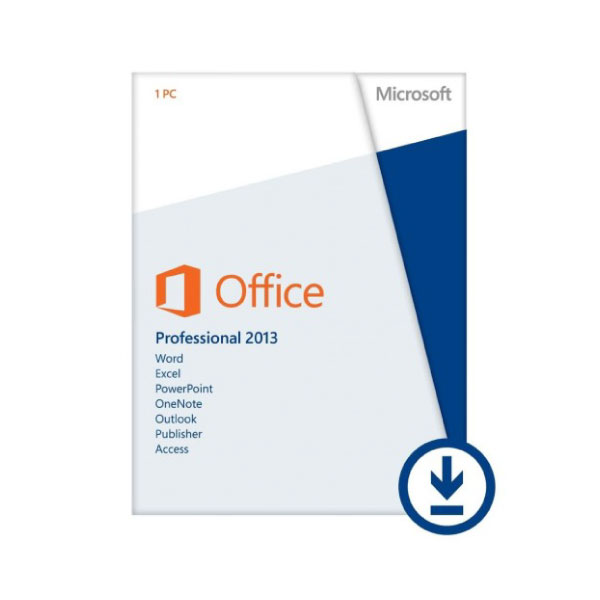 1 PC
Microsoft
Office
Professional 2013
Word
Excel
PowerPoint
OneNote
Outlook
Publisher
Access